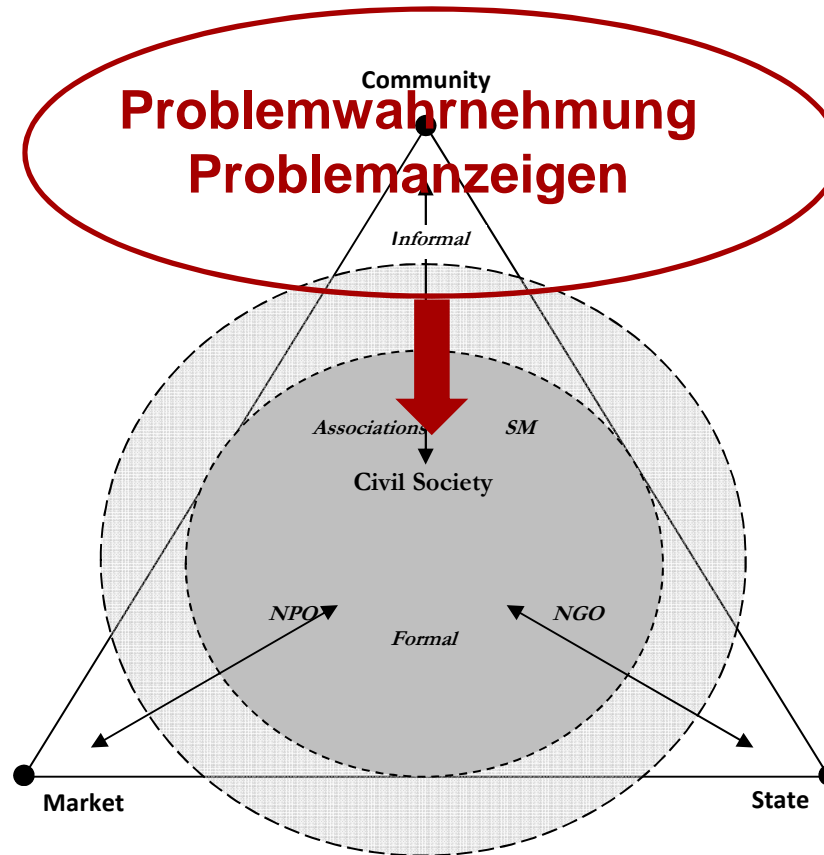 Community
Problemwahrnehmung
Problemanzeigen
Informal
Associations SM
Civil Society
NPO NGO
Formal
Market State